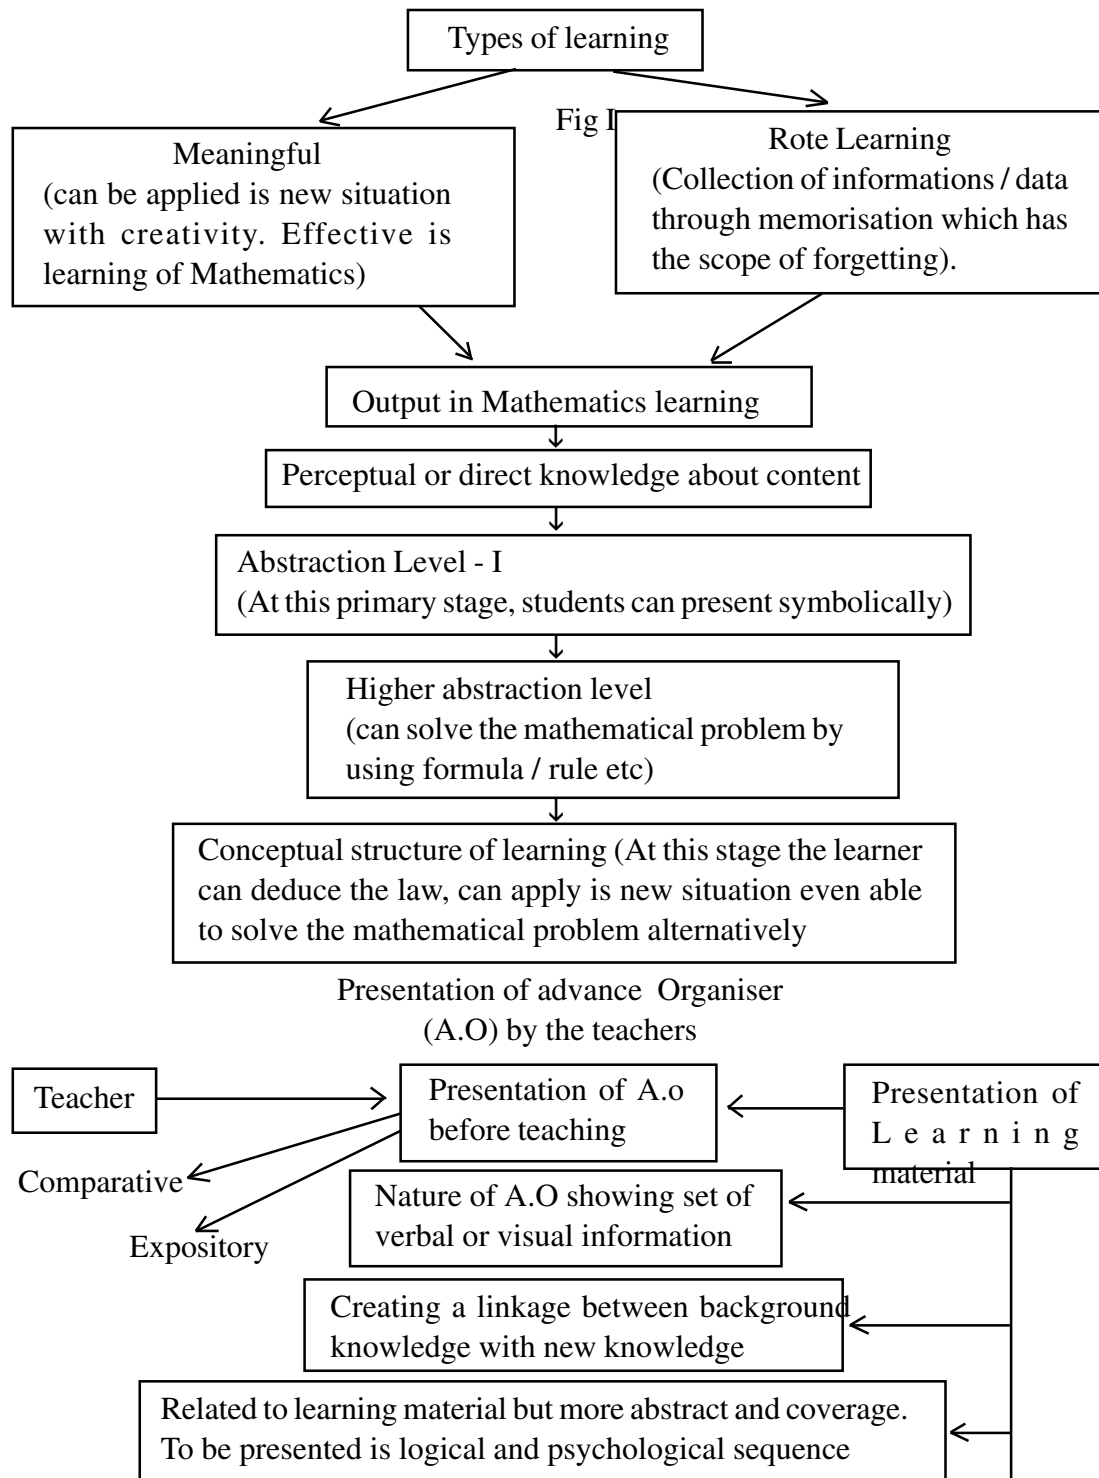 Types of learning
Fig I
Meaningful
(can be applied is new situation
with creativity. Effective is
learning of Mathematics)
Rote Learning
(Collection of informations / data
through memorisation which has
the scope of forgetting).
Output in Mathematics learning
Perceptual or direct knowledge about content
Abstraction Level - I
(At this primary stage, students can present symbolically)
Higher abstraction level
(can solve the mathematical problem by
using formula / rule etc)
Conceptual structure of learning (At this stage the learner
can deduce the law, can apply is new situation even able
to solve the mathematical problem alternatively
Presentation of advance Organiser
(A.O) by the teachers
Teacher
Presentation of A.o
before teaching
Presentation of
Learning
material
Comparative
Expository
Nature of A.O showing set of
verbal or visual information
Creating a linkage between background
knowledge with new knowledge
Related to learning material but more abstract and coverage.
To be presented is logical and psychological sequence